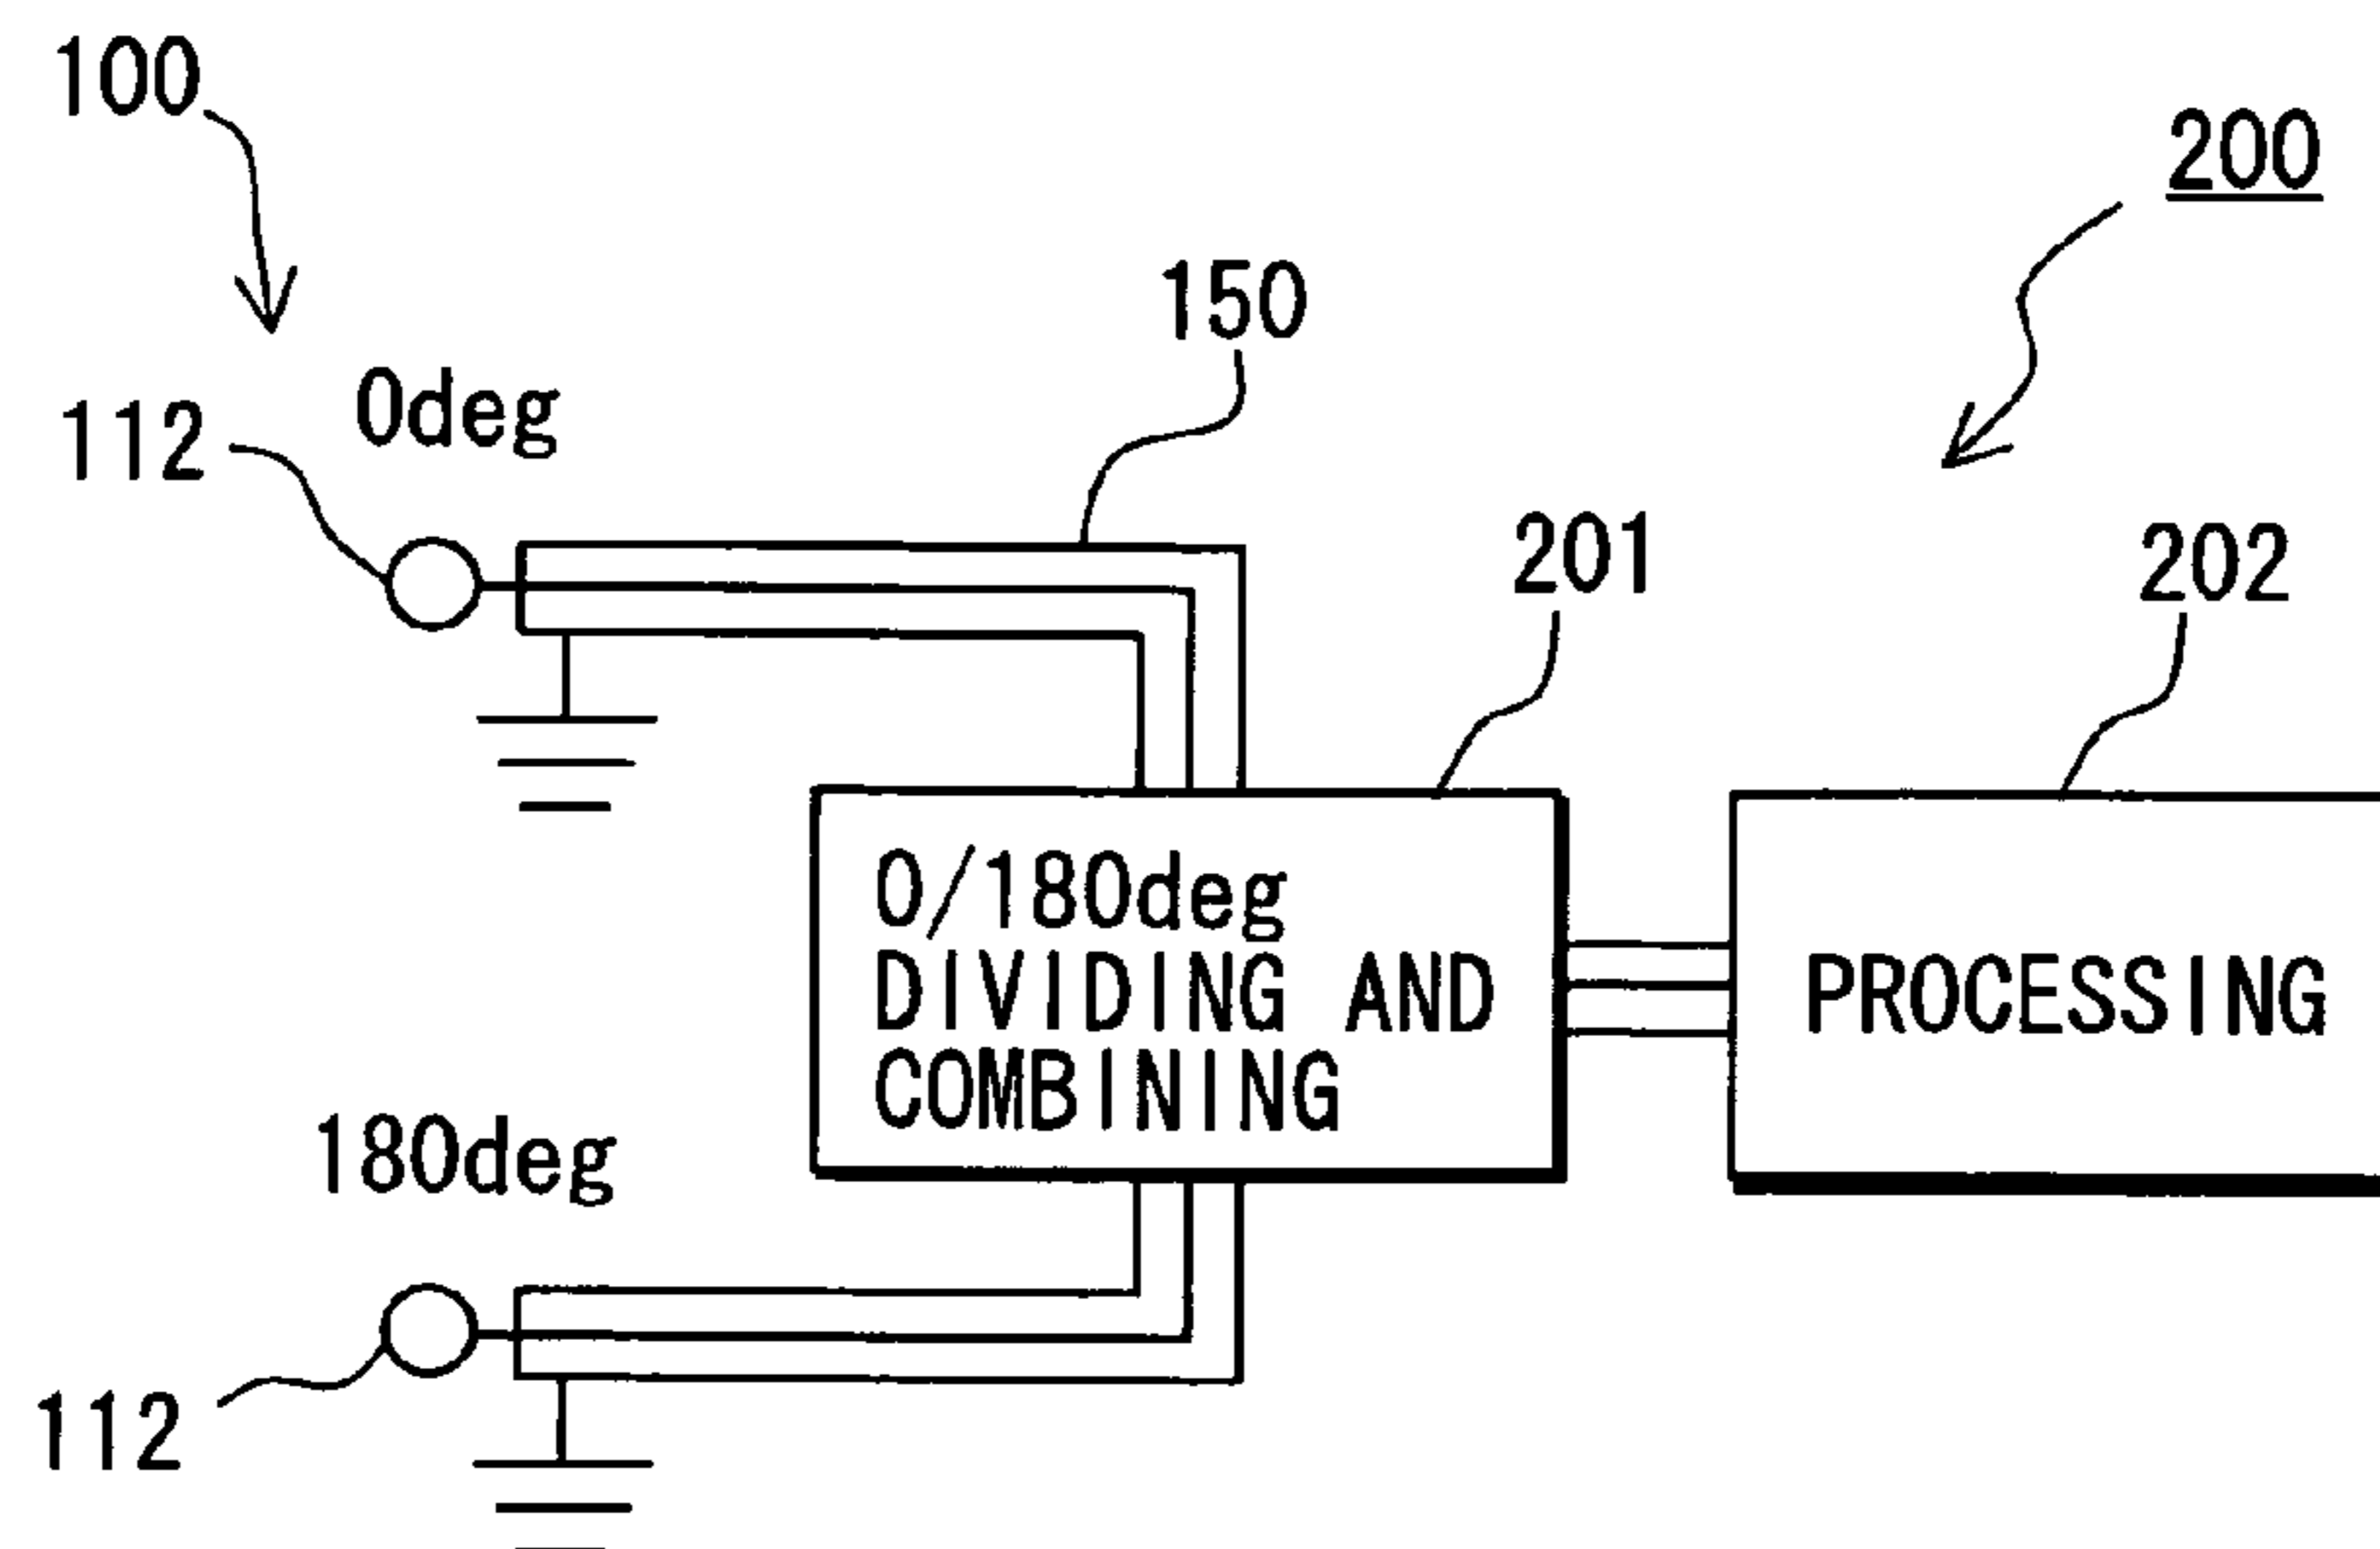 100
200
150
0deg
112
201
202
0/180deg
DIVIDING AND
COMBINING
PROCESSING
180deg
112